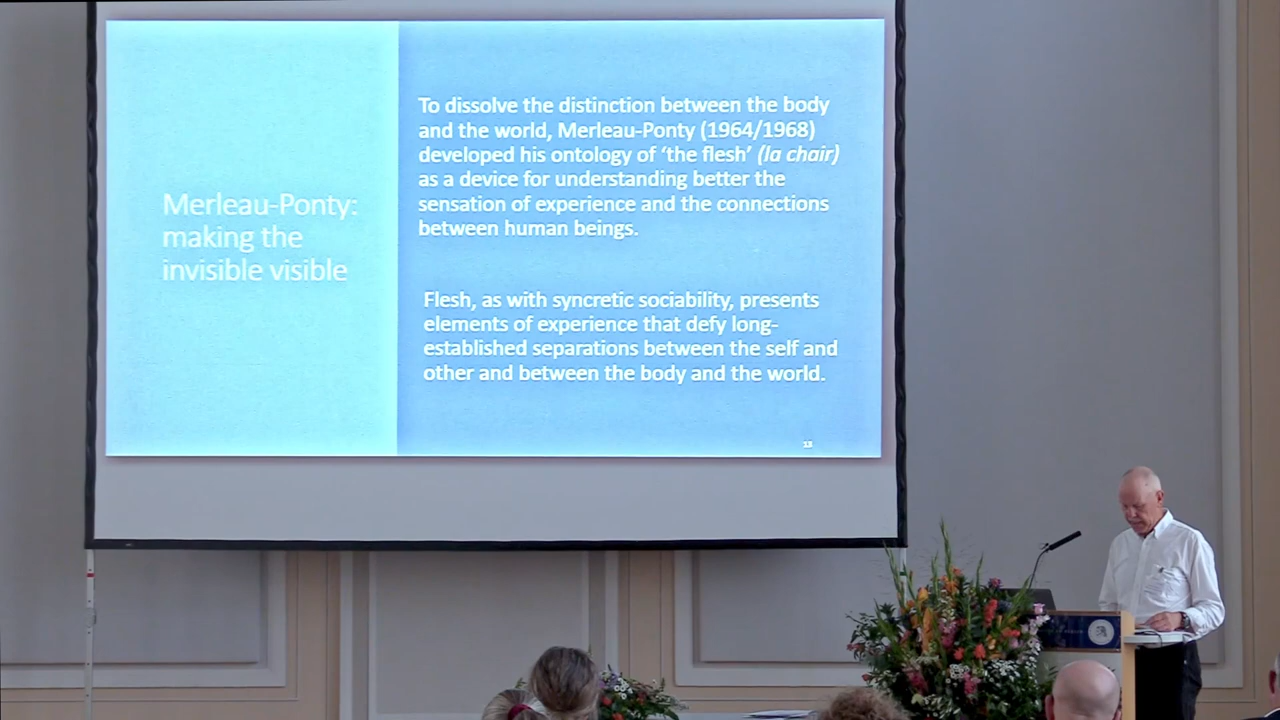 Merleau-Ponty:
making the
invisible visible
To dissolve the distinction between the body
and the world, Merleau-Ponty (1964/1968)
developed his ontology of ‘the flesh’ (la chair)
as a device for understanding better the
sensation of experience and the connections
between human beings.
Flesh, as with syncretic sociability, presents
elements of experience that defy long-
established separations between the self and
other and between the body and the world.
13